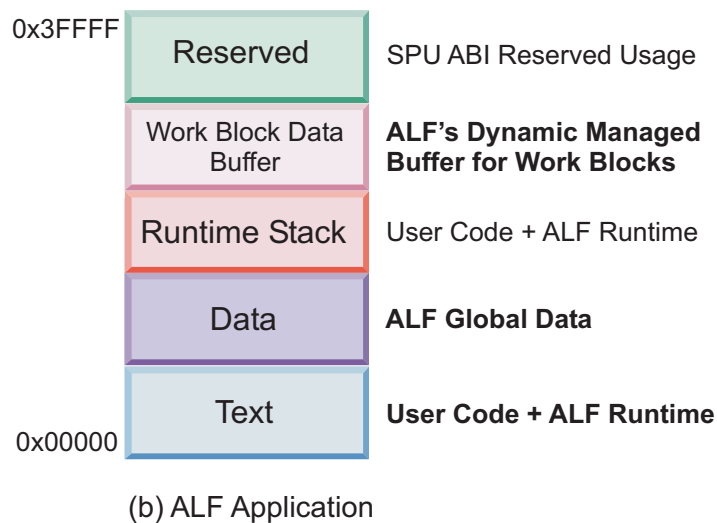 0x3FFFF
Reserved
SPU ABI Reserved Usage
Work Block Data
Buffer
ALF's Dynamic Managed
Buffer for Work Blocks
Runtime Stack
User Code + ALF Runtime
Data
ALF Global Data
Text
User Code + ALF Runtime
0x00000
(b) ALF Application